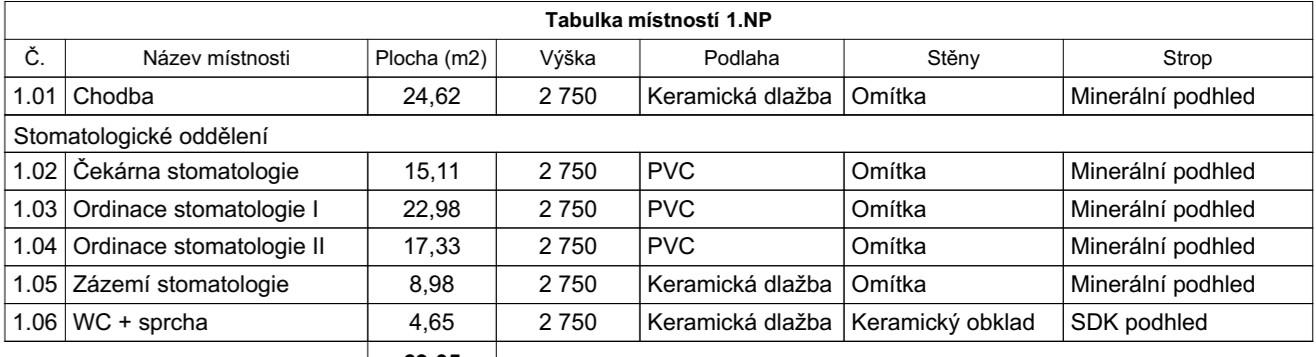 Tabulka místností 1.NP
Č. Název místnosti Plocha (m2) Výška Podlaha Stěny Strop
1.01 Chodba 24,62 2 750 Keramická dlažba Omítka Minerální podhled
Stomatologické oddělení
1.02 Čekárna stomatologie 15,11 2 750 PVC Omítka Minerální podhled
1.03 Ordinace stomatologie I 22,98 2 750 PVC Omítka Minerální podhled
1.04 Ordinace stomatologie II 17,33 2 750 PVC Omítka Minerální podhled
1.05 Zázemí stomatologie 8,98 2 750 Keramická dlažba Omítka Minerální podhled
1.06 WC + sprcha 4,65 2 750 Keramická dlažba Keramický obklad SDK podhled